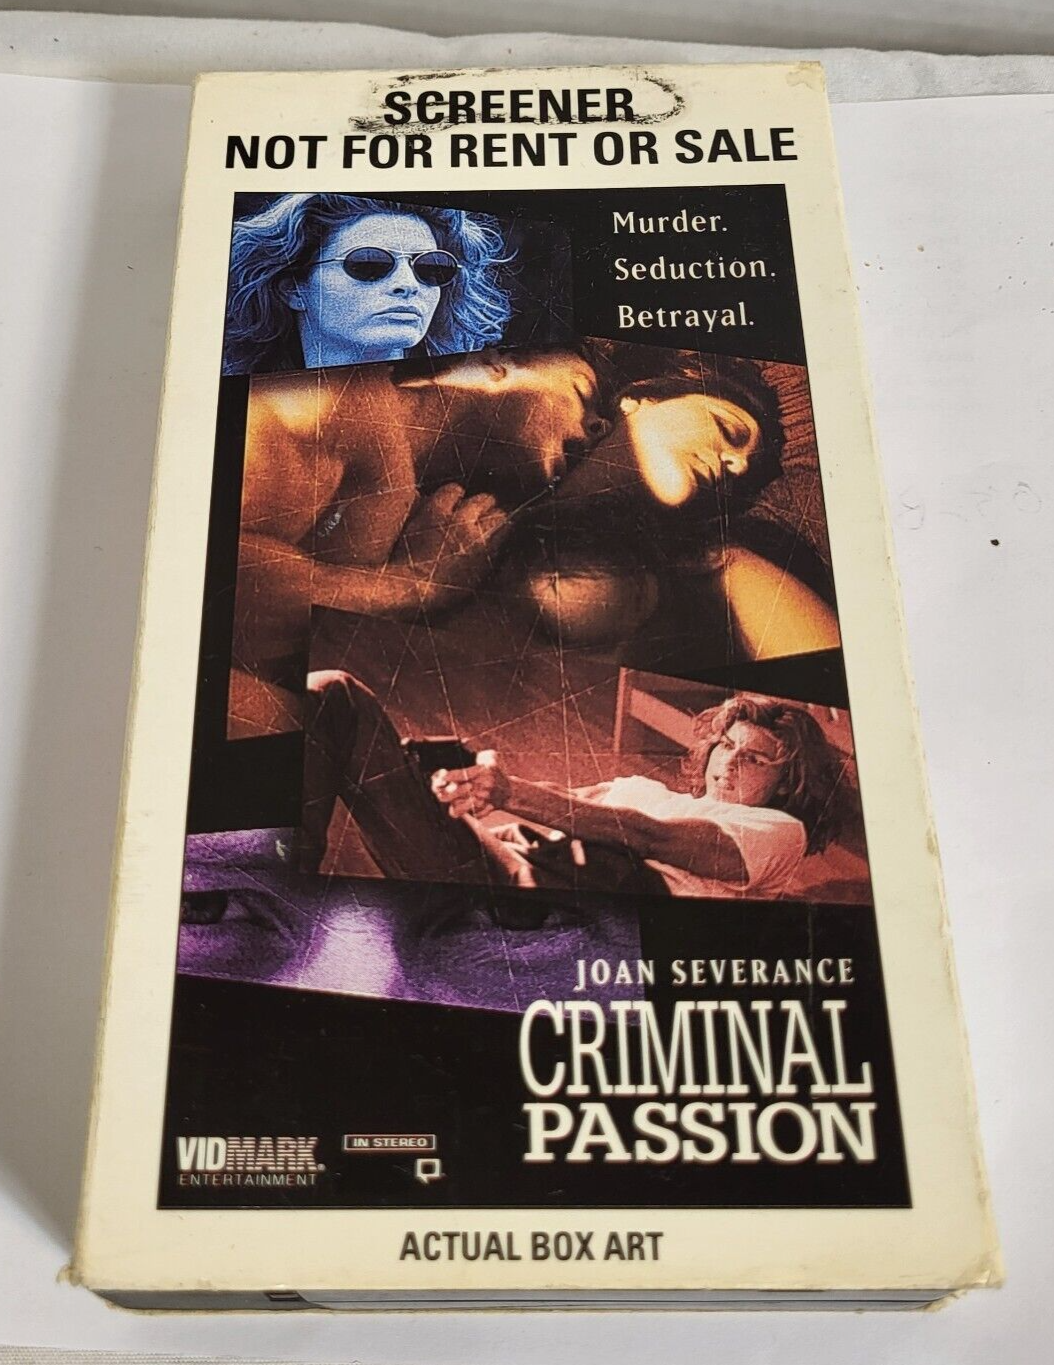 SCREENER
NOT FOR RENT OR SALE
Murder.
Seduction.
Betrayal.
JOAN SEVERANCE
CRIMINAL
PASSION
VIDMARK.
ENTERTAINMENT
IN STEREO
ACTUAL BOX ART